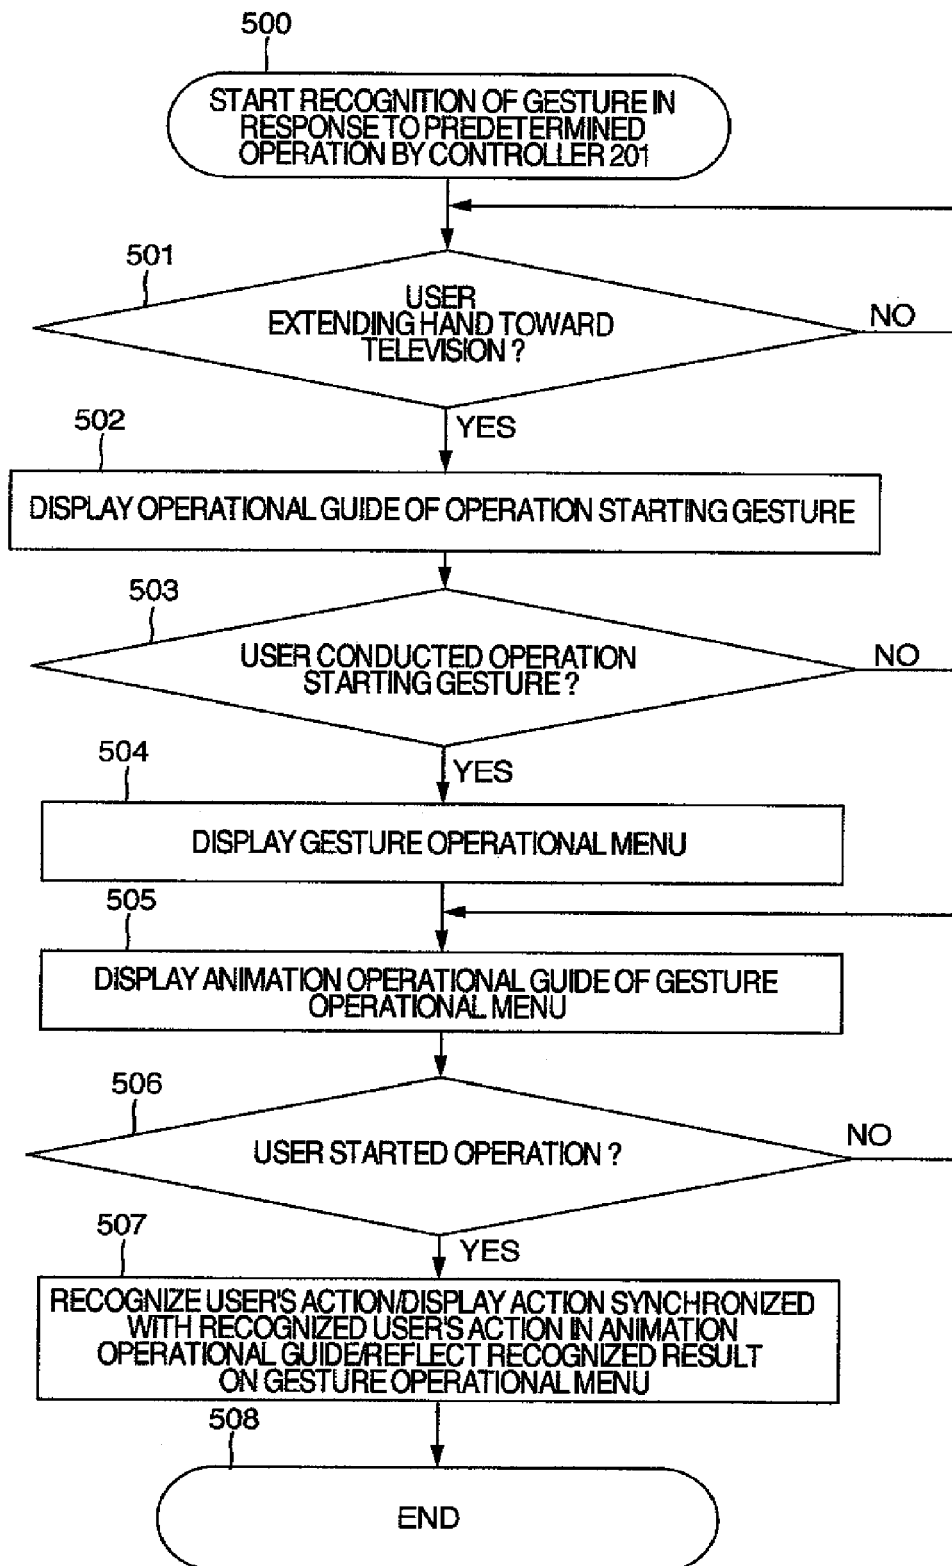 500
START RECOGNITION OF GESTURE IN
RESPONSE TO PREDETERMINED
OPERATION BY CONTROLLER 201
501
USER
EXTENDING HAND TOWARD
TELEVISION ?
NO
YES
502
DISPLAY OPERATIONAL GUIDE OF OPERATION STARTING GESTURE
503
USER CONDUCTED OPERATION
STARTING GESTURE ?
NO
YES
504
DISPLAY GESTURE OPERATIONAL MENU
505
DISPLAY ANIMATION OPERATIONAL GUIDE OF GESTURE
OPERATIONAL MENU
506
USER STARTED OPERATION ?
NO
YES
507
RECOGNIZE USER'S ACTION/DISPLAY ACTION SYNCHRONIZED
WITH RECOGNIZED USER'S ACTION IN ANIMATION
OPERATIONAL GUIDE/REFLECT RECOGNIZED RESULT
ON GESTURE OPERATIONAL MENU
508
END